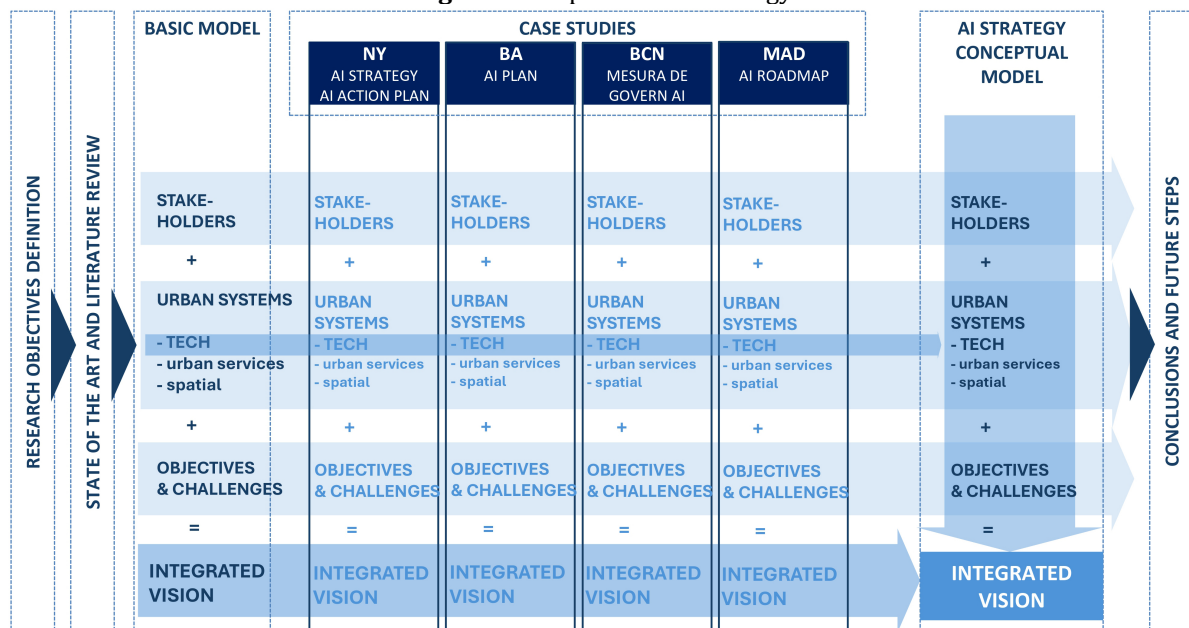 RESEARCH OBJECTIVES DEFINITION
STATE OF THE ART AND LITERATURE REVIEW
BASIC MODEL
STAKE-
HOLDERS
+
URBAN SYSTEMS
- TECH
- urban services
- spatial
+
OBJECTIVES
& CHALLENGES
=
INTEGRATED
VISION
CASE STUDIES
NY
AI STRATEGY
AI ACTION PLAN
STAKE-
HOLDERS
+
URBAN
SYSTEMS
- TECH
- urban services
- spatial
+
OBJECTIVES
& CHALLENGES
=
INTEGRATED
VISION
BA
AI PLAN
STAKE-
HOLDERS
+
URBAN
SYSTEMS
- TECH
- urban services
- spatial
+
OBJECTIVES
& CHALLENGES
=
INTEGRATED
VISION
BCN
MESURA DE
GOVERN AI
STAKE-
HOLDERS
+
URBAN
SYSTEMS
- TECH
- urban services
- spatial
+
OBJECTIVES
& CHALLENGES
=
INTEGRATED
VISION
MAD
AI ROADMAP
STAKE-
HOLDERS
+
URBAN
SYSTEMS
- TECH
- urban services
- spatial
+
OBJECTIVES
& CHALLENGES
=
INTEGRATED
VISION
AI STRATEGY
CONCEPTUAL
MODEL
STAKE-
HOLDERS
+
URBAN
SYSTEMS
- TECH
- urban services
- spatial
+
OBJECTIVES
& CHALLENGES
=
INTEGRATED
VISION
CONCLUSIONS AND FUTURE STEPS